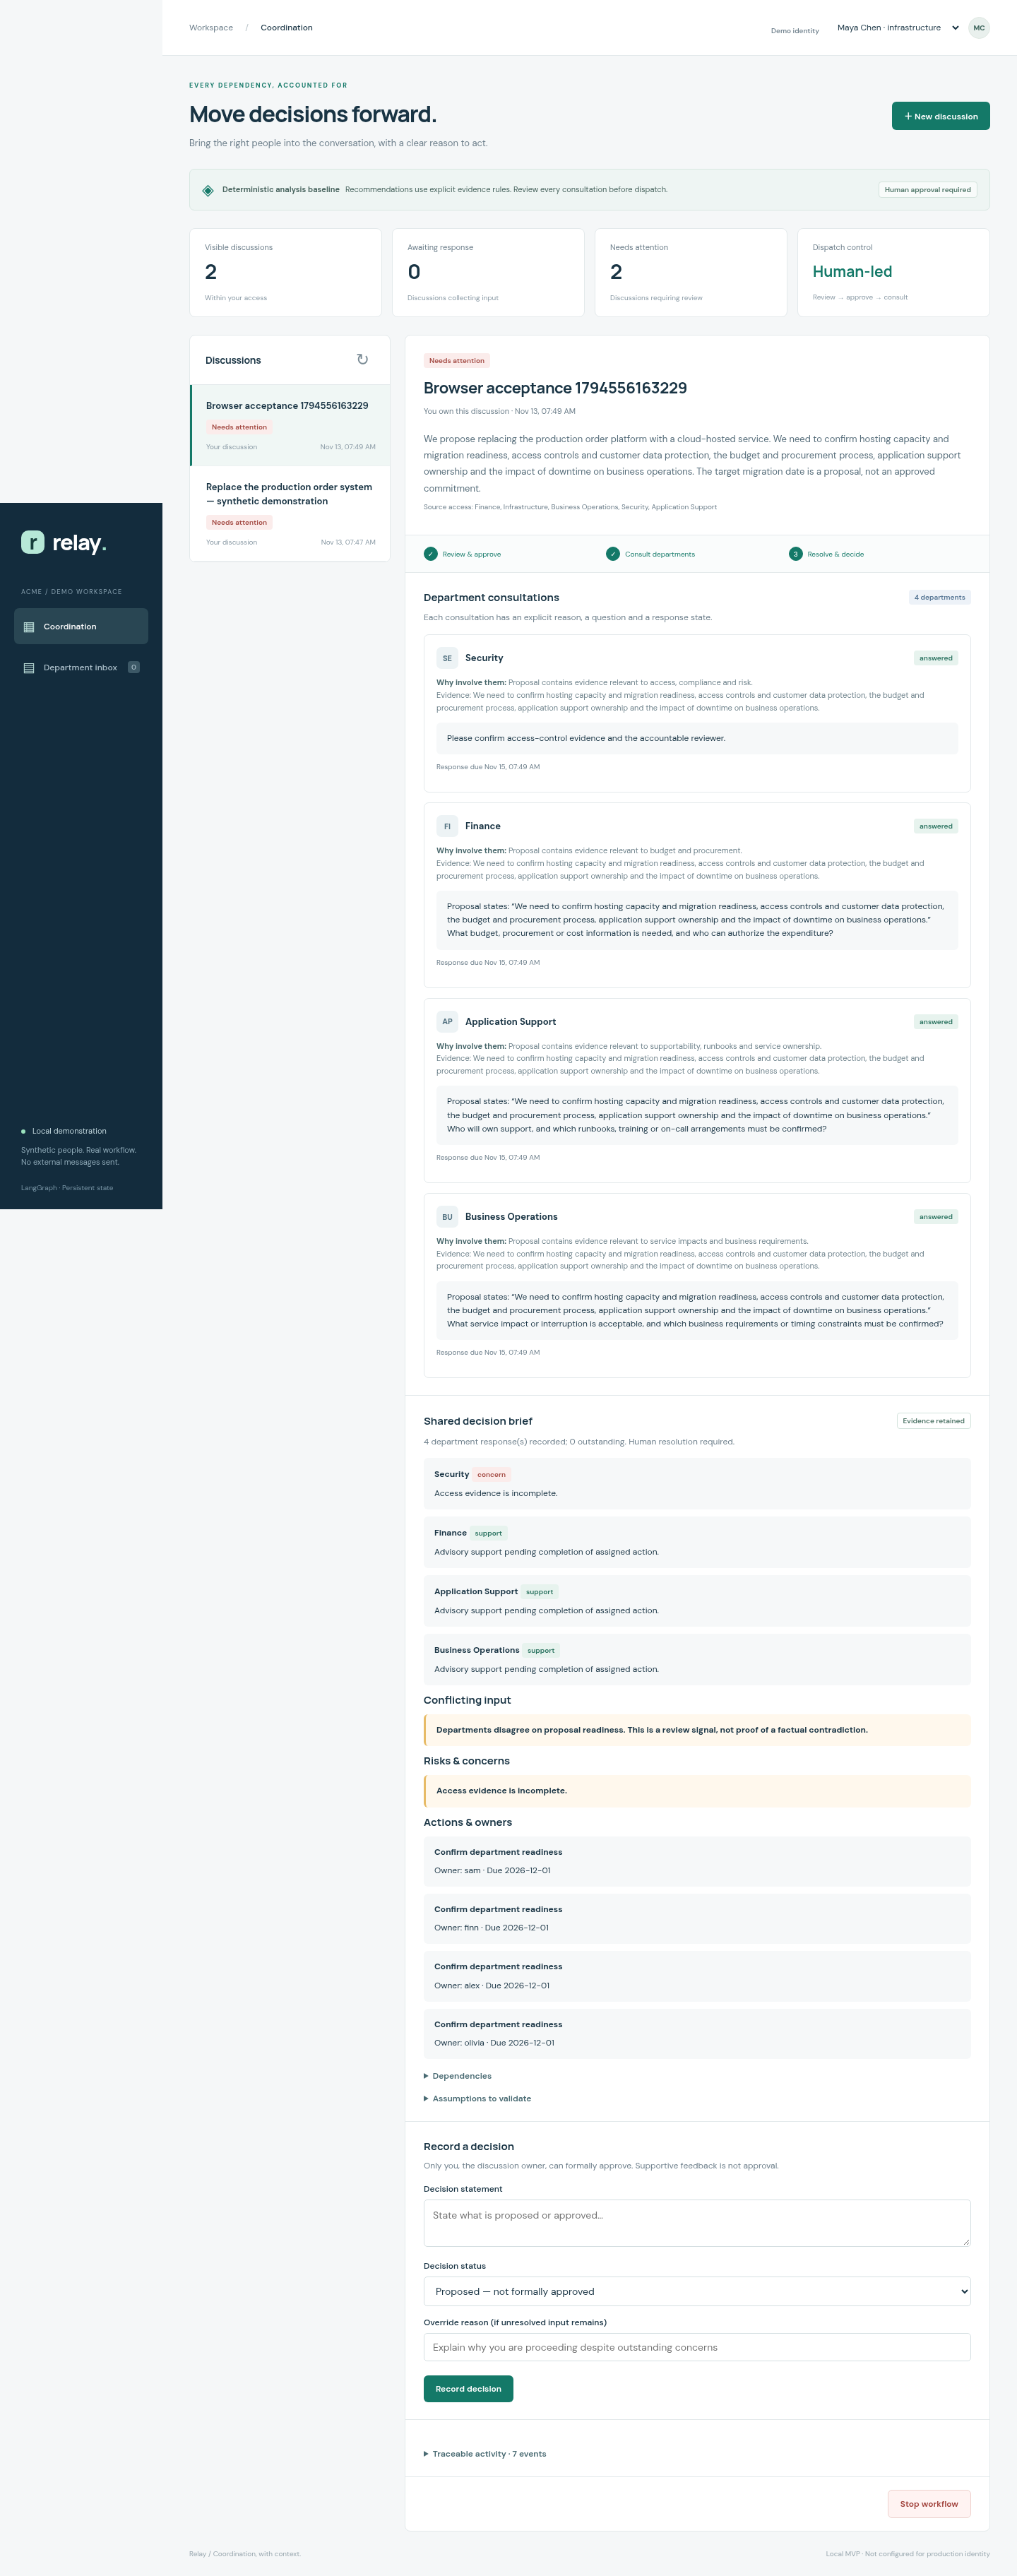 Workspace / Coordination
Demo identity
Maya Chen · infrastructure
MC
EVERY DEPENDENCY, ACCOUNTED FOR
Move decisions forward.
Bring the right people into the conversation, with a clear reason to act.
+ New discussion
Deterministic analysis baseline Recommendations use explicit evidence rules. Review every consultation before dispatch.
Human approval required
Visible discussions
2
Within your access
Awaiting response
0
Discussions collecting input
Needs attention
2
Discussions requiring review
Dispatch control
Human-led
Review → approve → consult
Discussions
↻
Browser acceptance 1794556163229
Needs attention
Your discussion
Nov 13, 07:49 AM
Replace the production order system
— synthetic demonstration
Needs attention
Your discussion
Nov 13, 07:47 AM
r relay.
ACME / DEMO WORKSPACE
Coordination
Department inbox 0
Local demonstration
Synthetic people. Real workflow.
No external messages sent.
LangGraph · Persistent state
Needs attention
Browser acceptance 1794556163229
You own this discussion · Nov 13, 07:49 AM
We propose replacing the production order platform with a cloud-hosted service. We need to confirm hosting capacity and
migration readiness, access controls and customer data protection, the budget and procurement process, application support
ownership and the impact of downtime on business operations. The target migration date is a proposal, not an approved
commitment.
Source access: Finance, Infrastructure, Business Operations, Security, Application Support
✓ Review & approve
✓ Consult departments
3 Resolve & decide
Department consultations
4 departments
Each consultation has an explicit reason, a question and a response state.
SE Security
answered
Why involve them: Proposal contains evidence relevant to access, compliance and risk.
Evidence: We need to confirm hosting capacity and migration readiness, access controls and customer data protection, the budget and
procurement process, application support ownership and the impact of downtime on business operations.
Please confirm access-control evidence and the accountable reviewer.
Response due Nov 15, 07:49 AM
FI Finance
answered
Why involve them: Proposal contains evidence relevant to budget and procurement.
Evidence: We need to confirm hosting capacity and migration readiness, access controls and customer data protection, the budget and
procurement process, application support ownership and the impact of downtime on business operations.
Proposal states: “We need to confirm hosting capacity and migration readiness, access controls and customer data protection,
the budget and procurement process, application support ownership and the impact of downtime on business operations.”
What budget, procurement or cost information is needed, and who can authorize the expenditure?
Response due Nov 15, 07:49 AM
AP Application Support
answered
Why involve them: Proposal contains evidence relevant to supportability, runbooks and service ownership.
Evidence: We need to confirm hosting capacity and migration readiness, access controls and customer data protection, the budget and
procurement process, application support ownership and the impact of downtime on business operations.
Proposal states: “We need to confirm hosting capacity and migration readiness, access controls and customer data protection,
the budget and procurement process, application support ownership and the impact of downtime on business operations.”
Who will own support, and which runbooks, training or on-call arrangements must be confirmed?
Response due Nov 15, 07:49 AM
BU Business Operations
answered
Why involve them: Proposal contains evidence relevant to service impacts and business requirements.
Evidence: We need to confirm hosting capacity and migration readiness, access controls and customer data protection, the budget and
procurement process, application support ownership and the impact of downtime on business operations.
Proposal states: “We need to confirm hosting capacity and migration readiness, access controls and customer data protection,
the budget and procurement process, application support ownership and the impact of downtime on business operations.”
What service impact or interruption is acceptable, and which business requirements or timing constraints must be confirmed?
Response due Nov 15, 07:49 AM
Shared decision brief
Evidence retained
4 department response(s) recorded; 0 outstanding. Human resolution required.
Security concern
Access evidence is incomplete.
Finance support
Advisory support pending completion of assigned action.
Application Support support
Advisory support pending completion of assigned action.
Business Operations support
Advisory support pending completion of assigned action.
Conflicting input
Departments disagree on proposal readiness. This is a review signal, not proof of a factual contradiction.
Risks & concerns
Access evidence is incomplete.
Actions & owners
Confirm department readiness
Owner: sam · Due 2026-12-01
Confirm department readiness
Owner: finn · Due 2026-12-01
Confirm department readiness
Owner: alex · Due 2026-12-01
Confirm department readiness
Owner: olivia · Due 2026-12-01
Dependencies
Assumptions to validate
Record a decision
Only you, the discussion owner, can formally approve. Supportive feedback is not approval.
Decision statement
State what is proposed or approved...
Decision status
Proposed — not formally approved
Override reason (if unresolved input remains)
Explain why you are proceeding despite outstanding concerns
Record decision
Traceable activity · 7 events
Stop workflow
Relay / Coordination, with context.
Local MVP · Not configured for production identity